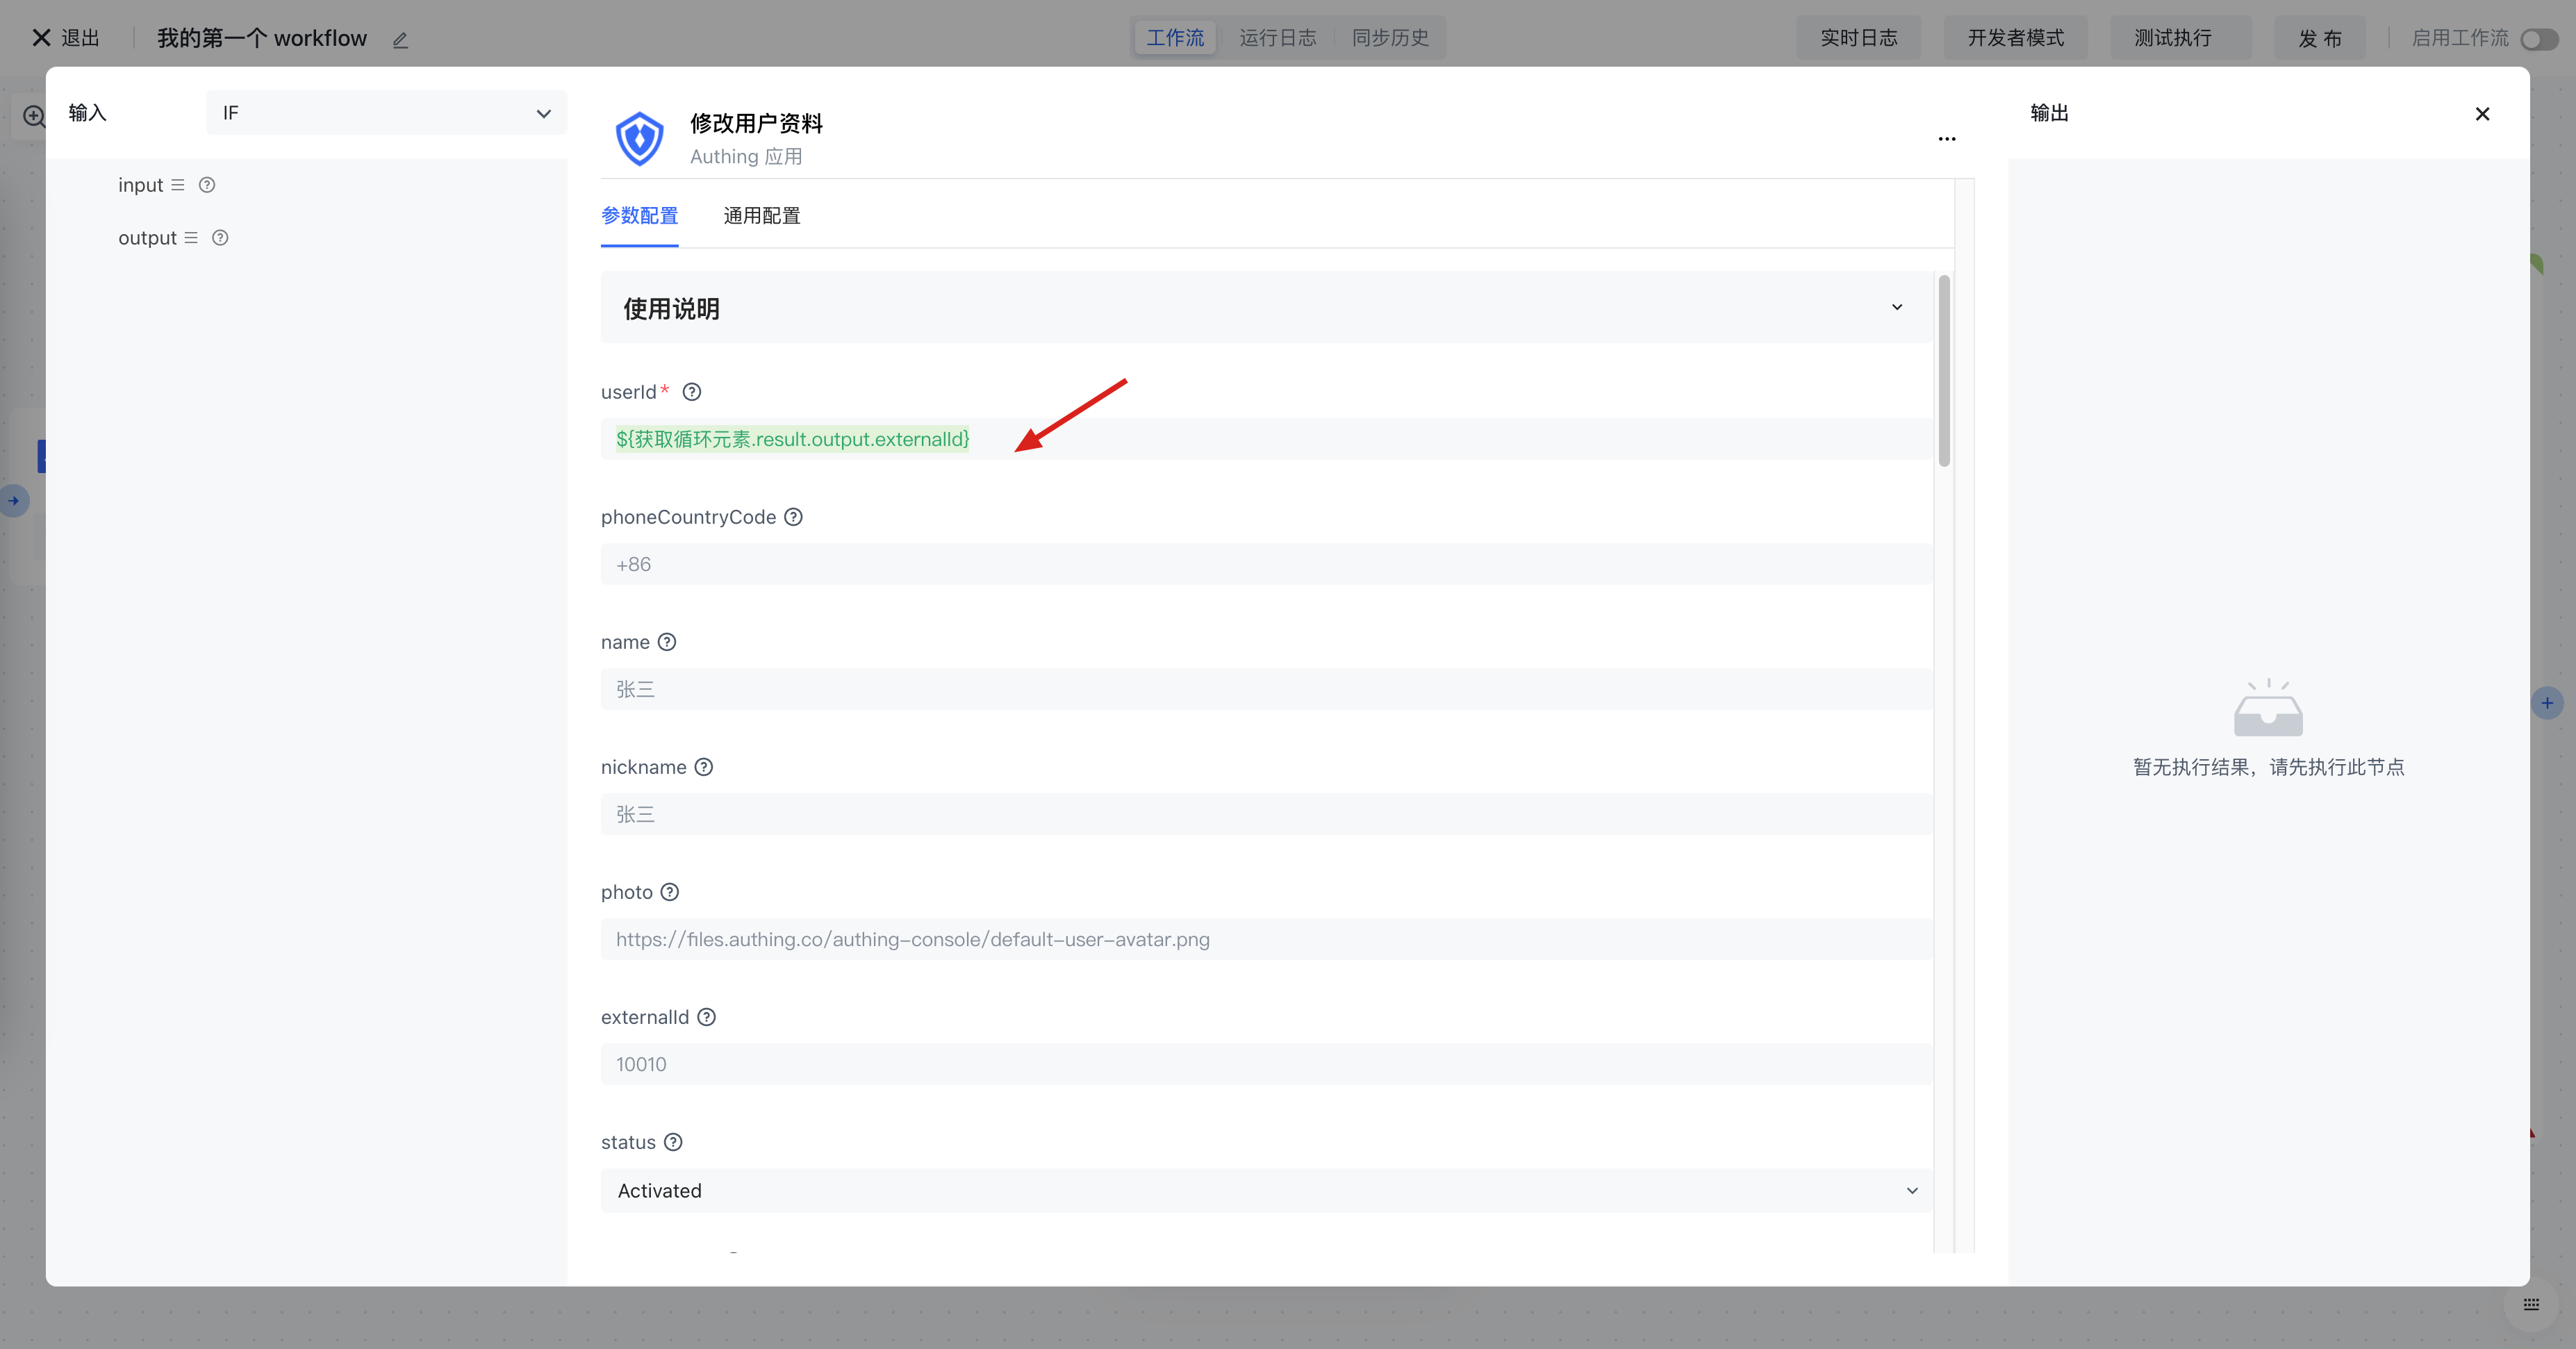 退出
我的第一个 workflow
工作流
运行日志
同步历史
实时日志
开发者模式
测试执行
发 布
启用工作流
输入
IF
input
output
修改用户资料
Authing 应用
参数配置
通用配置
使用说明
userId*
${获取循环元素.result.output.externalId}
phoneCountryCode
+86
name
张三
nickname
张三
photo
https://files.authing.co/authing-console/default-user-avatar.png
externalId
10010
status
Activated
输出
暂无执行结果，请先执行此节点